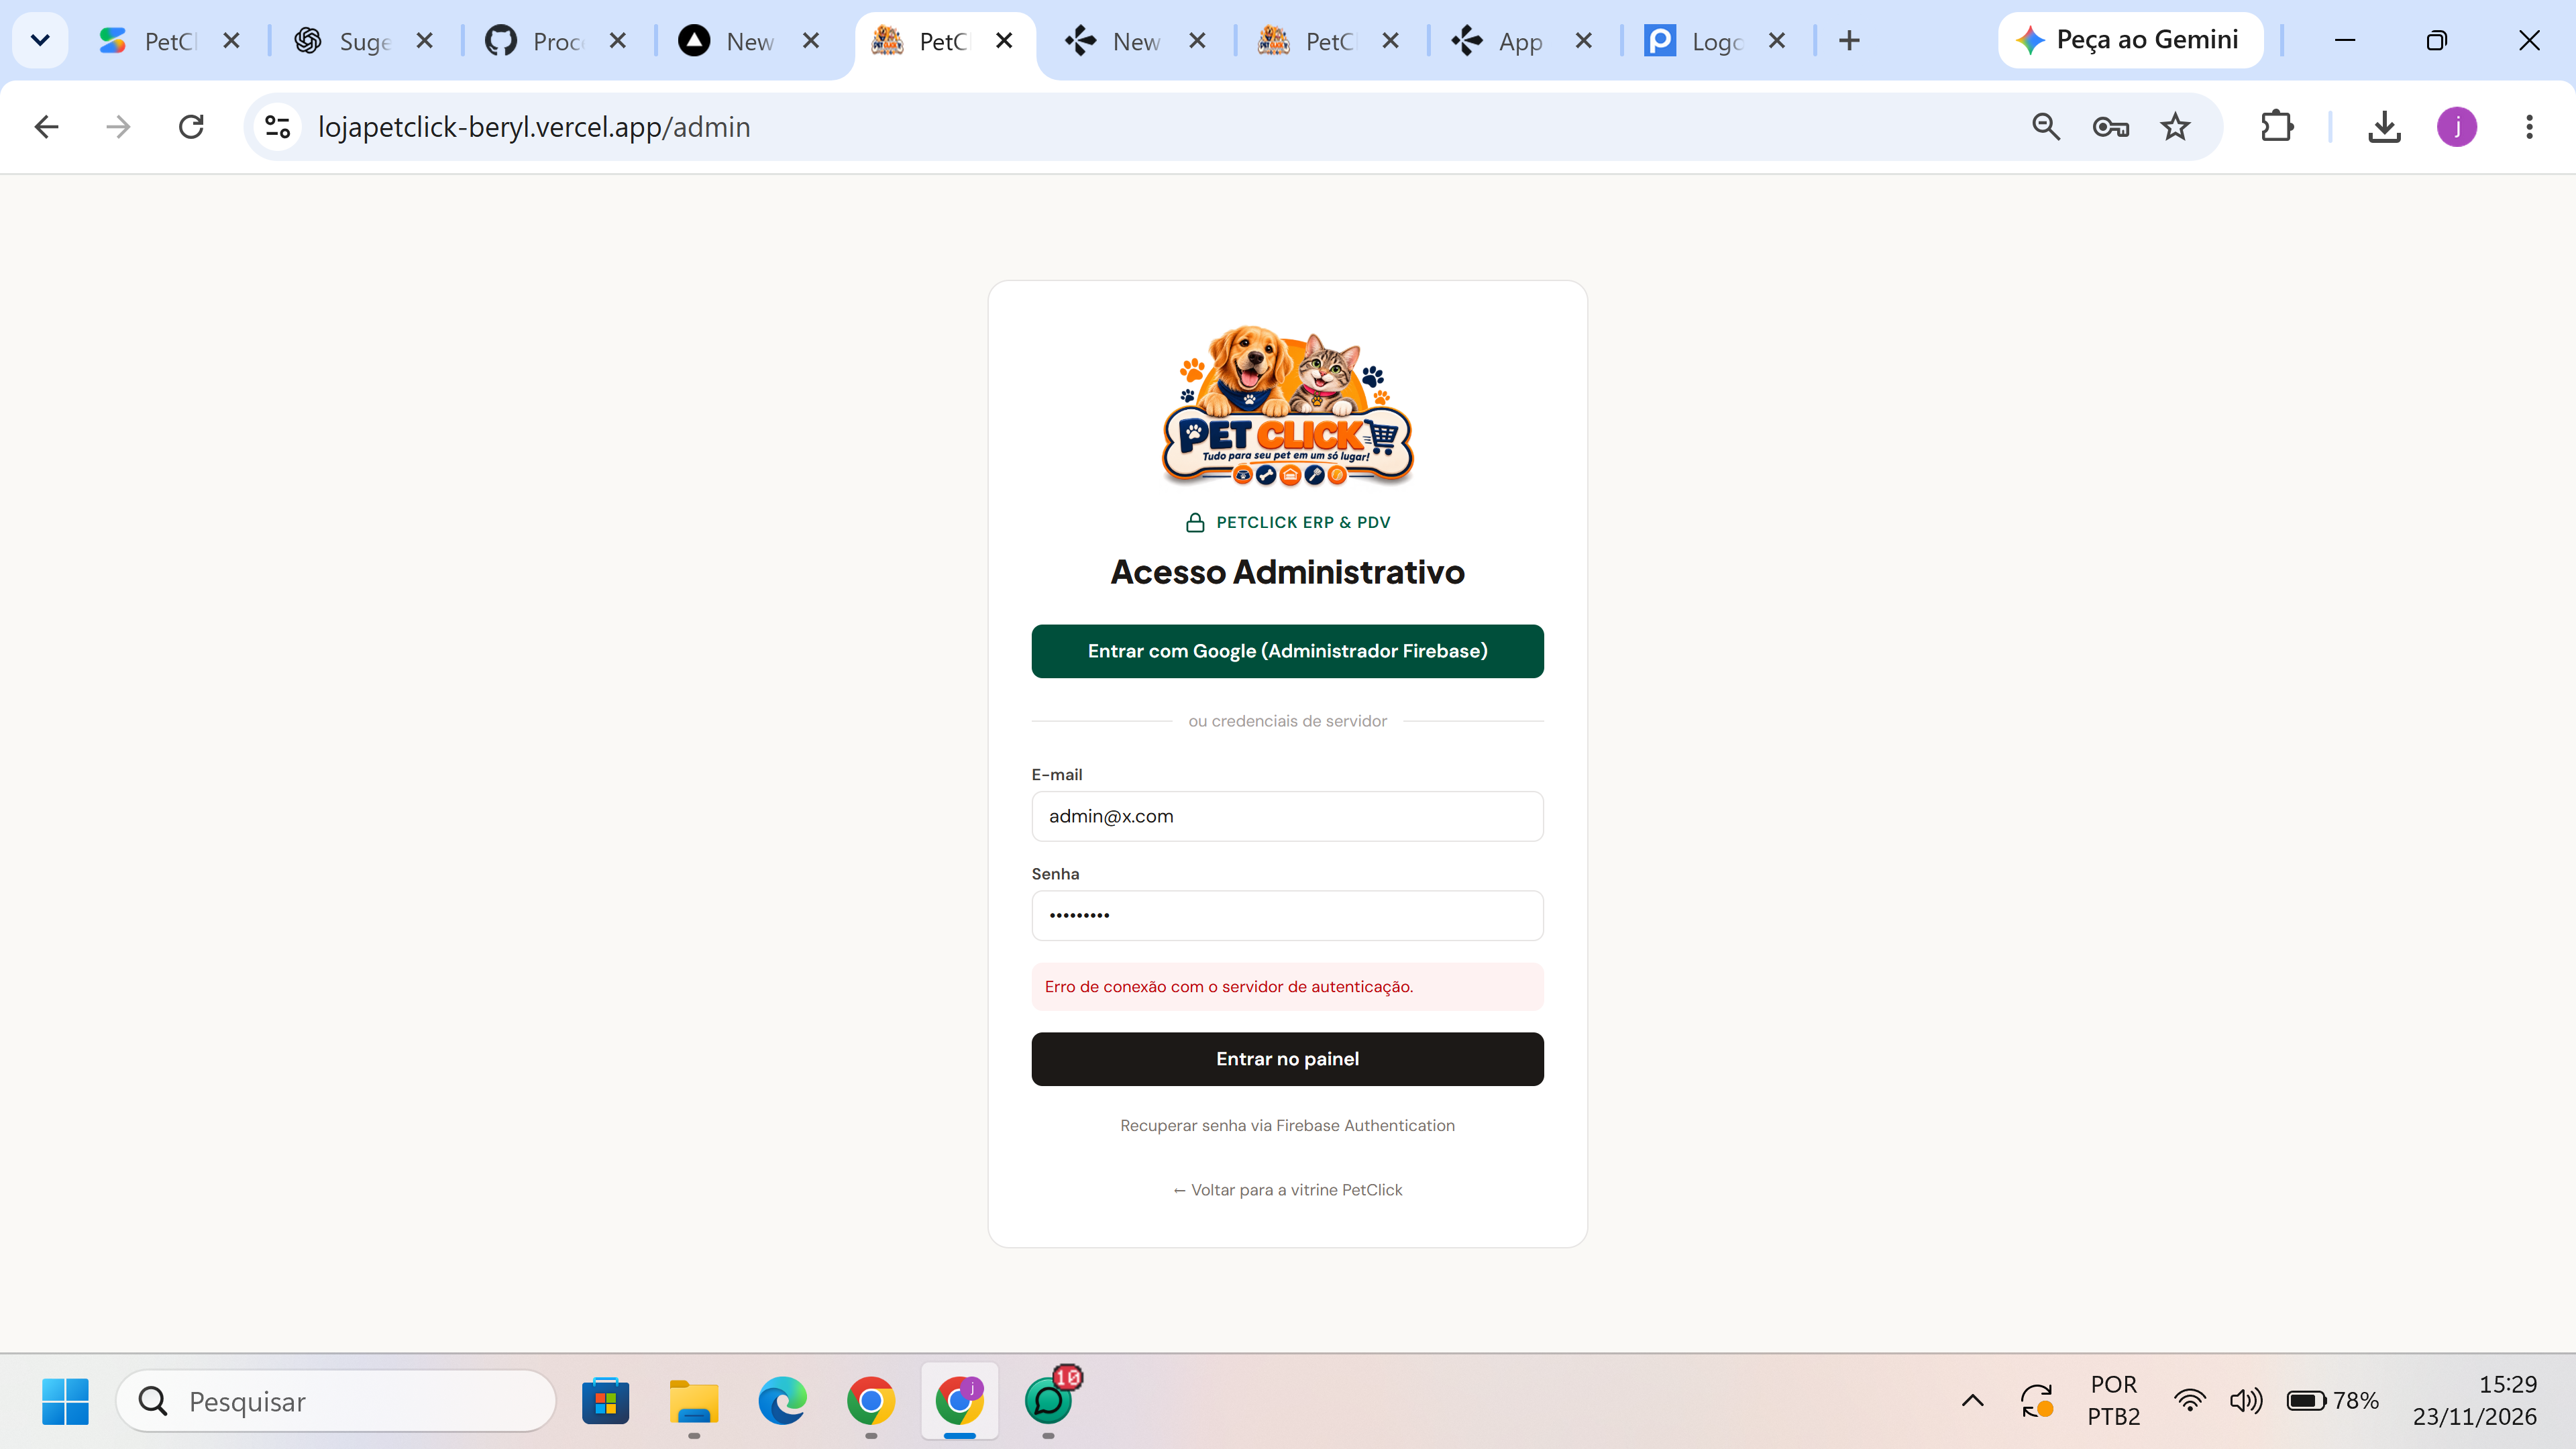 PetCl
Suge
Proce
New
PetC
New
PetC
App
Logo
Peça ao Gemini
lojapetclick-beryl.vercel.app/admin
j
PET CLICK
Tudo para seu pet em um só lugar!
PETCLICK ERP & PDV
Acesso Administrativo
Entrar com Google (Administrador Firebase)
ou credenciais de servidor
E-mail
admin@x.com
Senha
•••••••••
Erro de conexão com o servidor de autenticação.
Entrar no painel
Recuperar senha via Firebase Authentication
← Voltar para a vitrine PetClick
Pesquisar
j
10
POR
PTB2
78%
15:29
23/11/2026